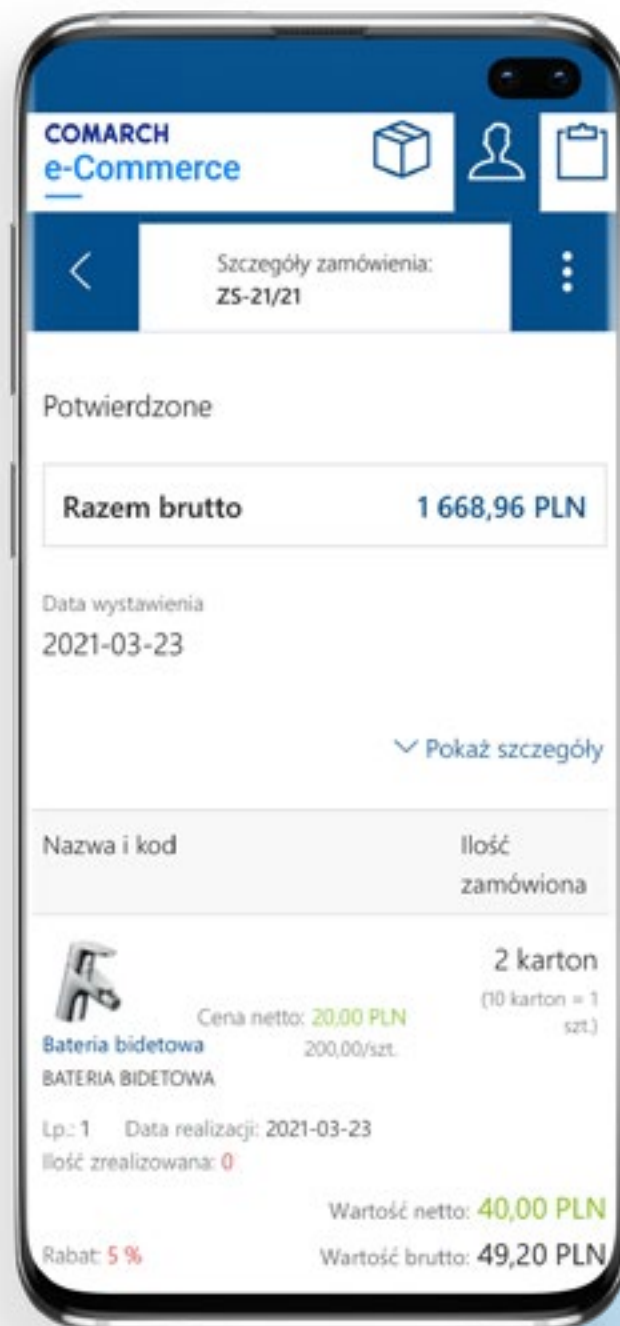 COMARCH
e-Commerce
Szczegóły zamówienia:
ZS-21/21
Potwierdzone
Razem brutto 1 668,96 PLN
Data wystawienia
2021-03-23
Pokaż szczegóły
Nazwa i kod Ilość
zamówiona
2 karton
(10 karton = 1
szt.)
Cena netto: 20,00 PLN
200,00/szt.
Bateria bidetowa
BATERIA BIDETOWA
Lp.: 1 Data realizacji: 2021-03-23
Ilość zrealizowana: 0
Wartość netto: 40,00 PLN
Rabat: 5 % Wartość brutto: 49,20 PLN